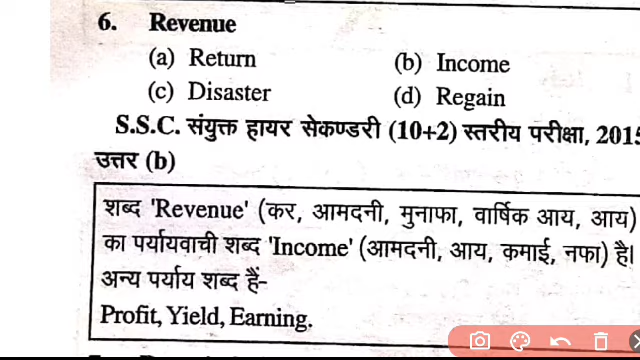 6. Revenue
(a) Return (b) Income
(c) Disaster (d) Regain
S.S.C. संयुक्त हायर सेकण्डरी (10+2) स्तरीय परीक्षा, 2015
उत्तर (b)
शब्द 'Revenue' (कर, आमदनी, मुनाफा, वार्षिक आय, आय)
का पर्यायवाची शब्द 'Income' (आमदनी, आय, क़माई, नफा) है।
अन्य पर्याय शब्द हैं-
Profit, Yield, Earning.